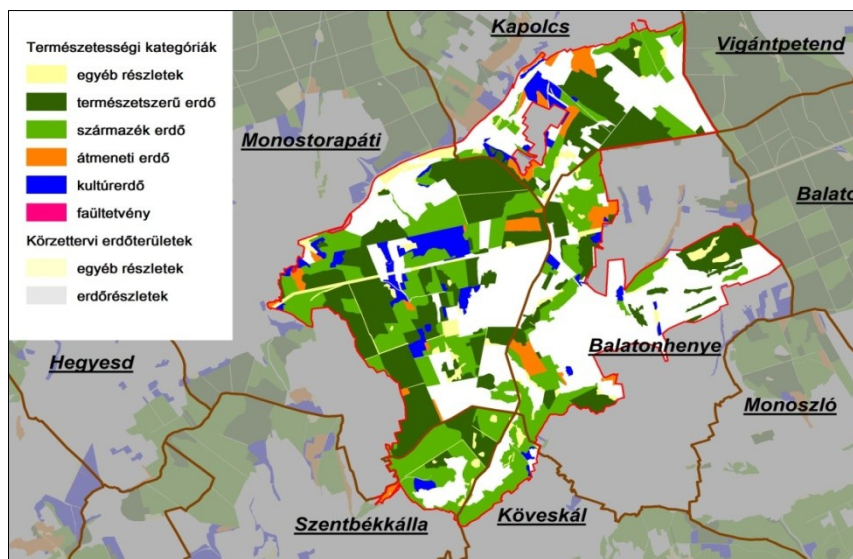 Természetességi kategóriák
egyéb részletek
természetszerű erdő
származék erdő
átmeneti erdő
kultúrerdő
faültetvény
Körzettervi erdőterületek
egyéb részletek
erdőrészletek
Kapolcs
Vigántpetend
Monostorapáti
Balato
Hegyesd
Balatonhenye
Monoszló
Szentbékkálla
Köveskál